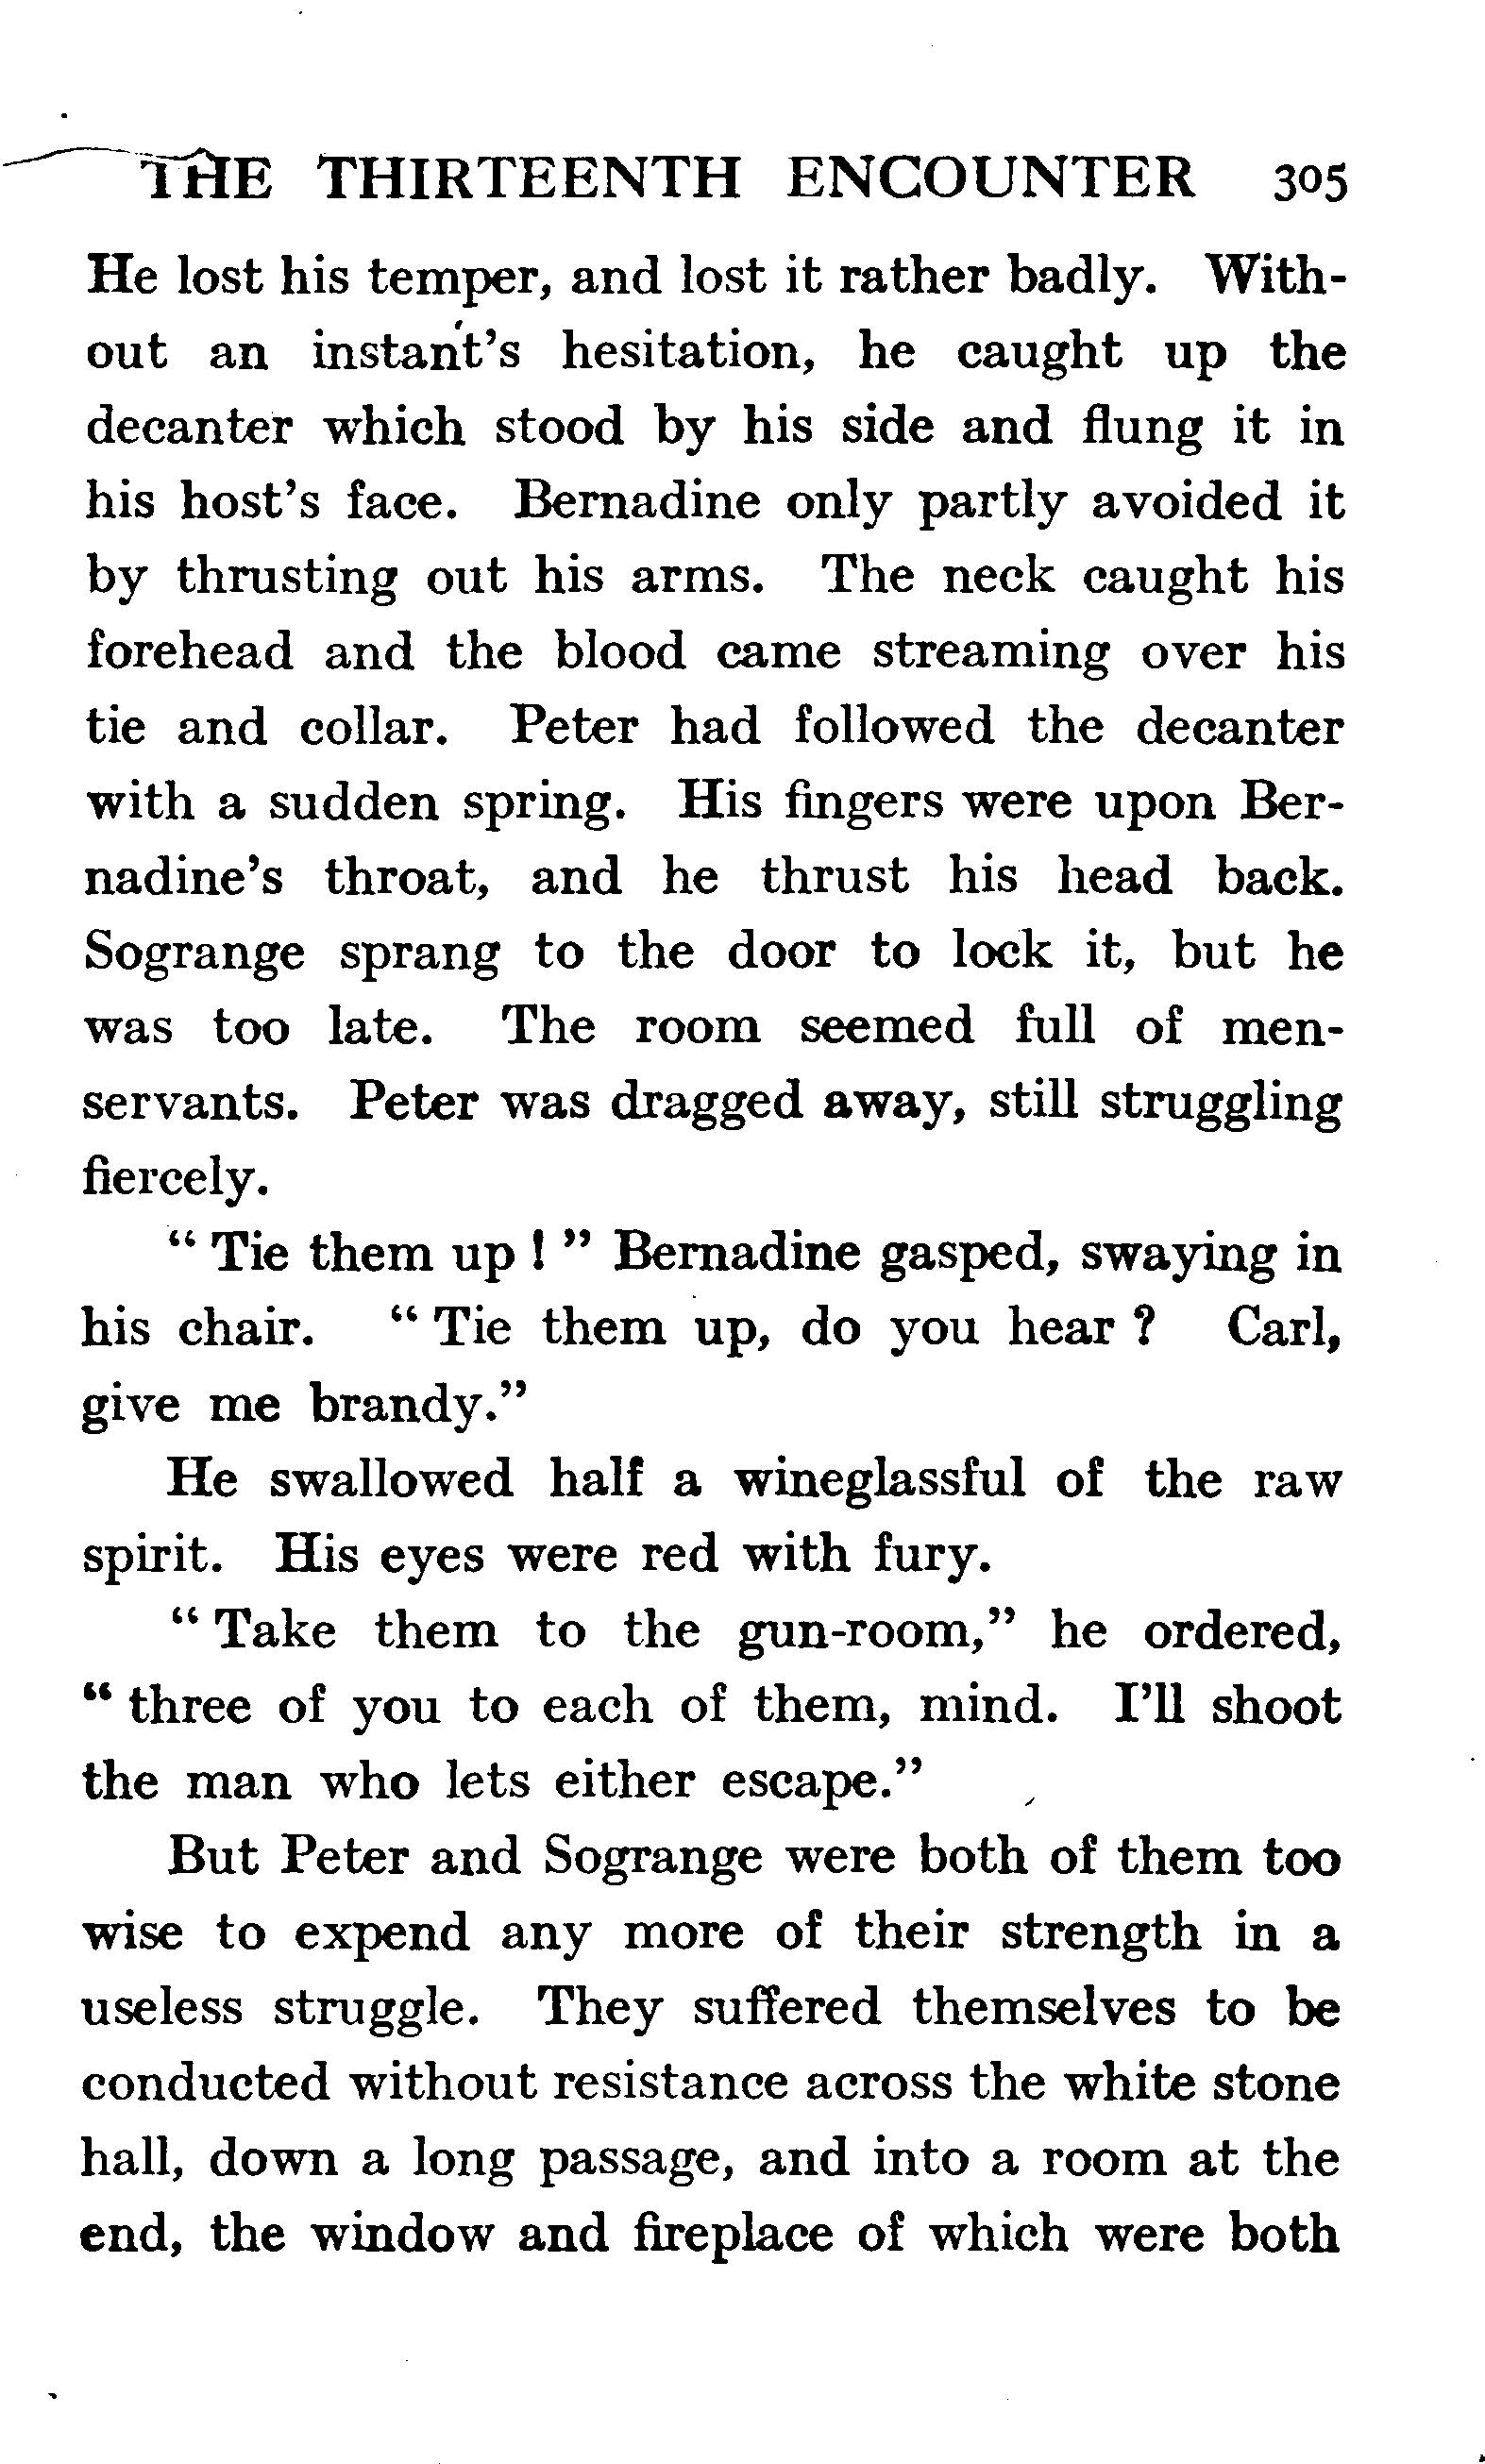 THE THIRTEENTH ENCOUNTER 305
He lost his temper, and lost it rather badly. With-
out an instant's hesitation, he caught up the
decanter which stood by his side and flung it in
his host's face. Bernadine only partly avoided it
by thrusting out his arms. The neck caught his
forehead and the blood came streaming over his
tie and collar. Peter had followed the decanter
with a sudden spring. His fingers were upon Ber-
nadine's throat, and he thrust his head back.
Sogrange sprang to the door to lock it, but he
was too late. The room seemed full of men-
servants. Peter was dragged away, still struggling
fiercely.
" Tie them up ! " Bernadine gasped, swaying in
his chair. " Tie them up, do you hear ? Carl,
give me brandy."
He swallowed half a wineglassful of the raw
spirit. His eyes were red with fury.
" Take them to the gun-room," he ordered,
" three of you to each of them, mind. I'll shoot
the man who lets either escape."
But Peter and Sogrange were both of them too
wise to expend any more of their strength in a
useless struggle. They suffered themselves to be
conducted without resistance across the white stone
hall, down a long passage, and into a room at the
end, the window and fireplace of which were both